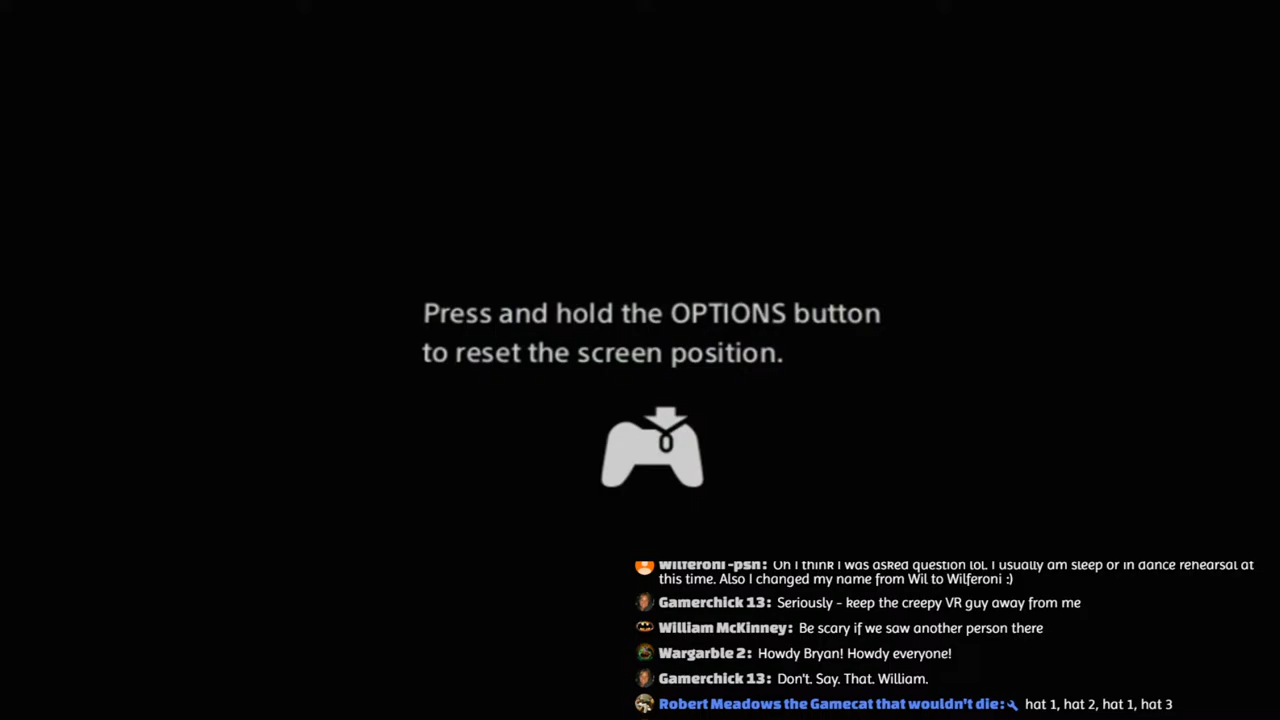 Press and hold the OPTIONS button
to reset the screen position.
Wilferoni -psn: Oh I think I was asked question lol. I usually am sleep or in dance rehearsal at
this time. Also I changed my name from Wil to Wilferoni :)
Gamerchick 13: Seriously - keep the creepy VR guy away from me
William McKinney: Be scary if we saw another person there
Wargarble 2: Howdy Bryan! Howdy everyone!
Gamerchick 13: Don't. Say. That. William.
Robert Meadows the Gamecat that wouldn't die: hat 1, hat 2, hat 1, hat 3